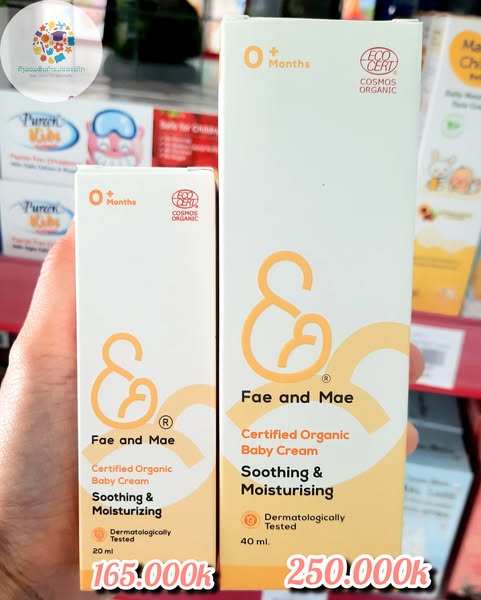 0+
Months
ECO
CERT
COSMOS
ORGANIC
Fae and Mae
Certified Organic
Baby Cream
Soothing &
Moisturizing
Dermatologically
Tested
20 ml
165.000k
0+
Months
ECO
CERT
COSMOS
ORGANIC
®
Fae and Mae
Certified Organic
Baby Cream
Soothing &
Moisturising
Dermatologically
Tested
40 ml.
250.000k
Pureen
Kids
Pureen
Kids
®